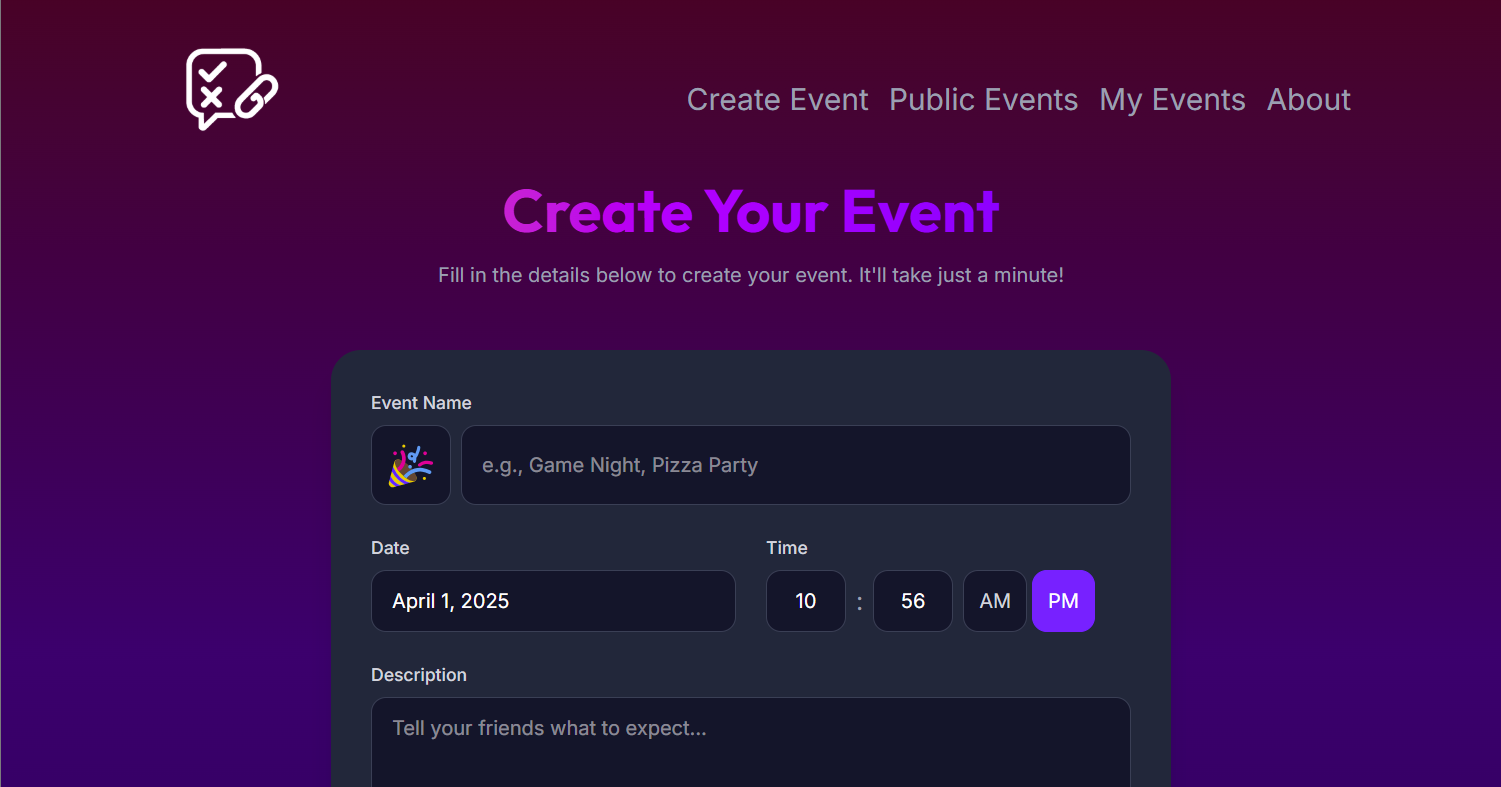 Create Event Public Events My Events About
Create Your Event
Fill in the details below to create your event. It'll take just a minute!
Event Name
e.g., Game Night, Pizza Party
Date Time
April 1, 2025 10 : 56 AM PM
Description
Tell your friends what to expect...